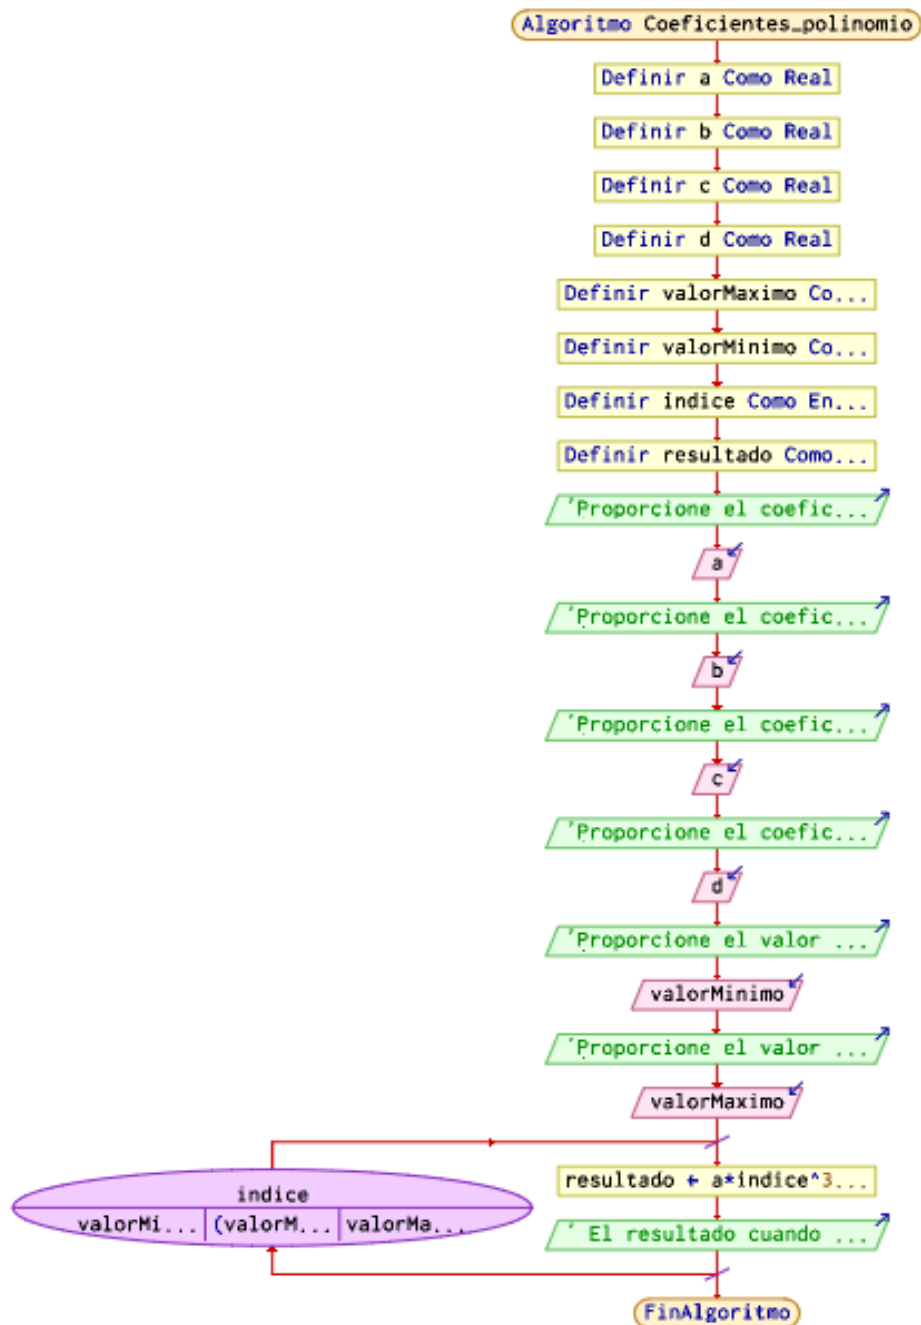 Algoritmo Coeficientes_polinomio
Definir a Como Real
Definir b Como Real
Definir c Como Real
Definir d Como Real
Definir valorMaximo Co...
Definir valorMinimo Co...
Definir indice Como En...
Definir resultado Como...
'Proporcione el coefic...
a
'Proporcione el coefic...
b
'Proporcione el coefic...
c
'Proporcione el coefic...
d
'Proporcione el valor ...
valorMinimo
'Proporcione el valor ...
valorMaximo
indice
valorMi... (valorM... valorMa...
resultado ← a*indice^3...
' El resultado cuando ...
FinAlgoritmo